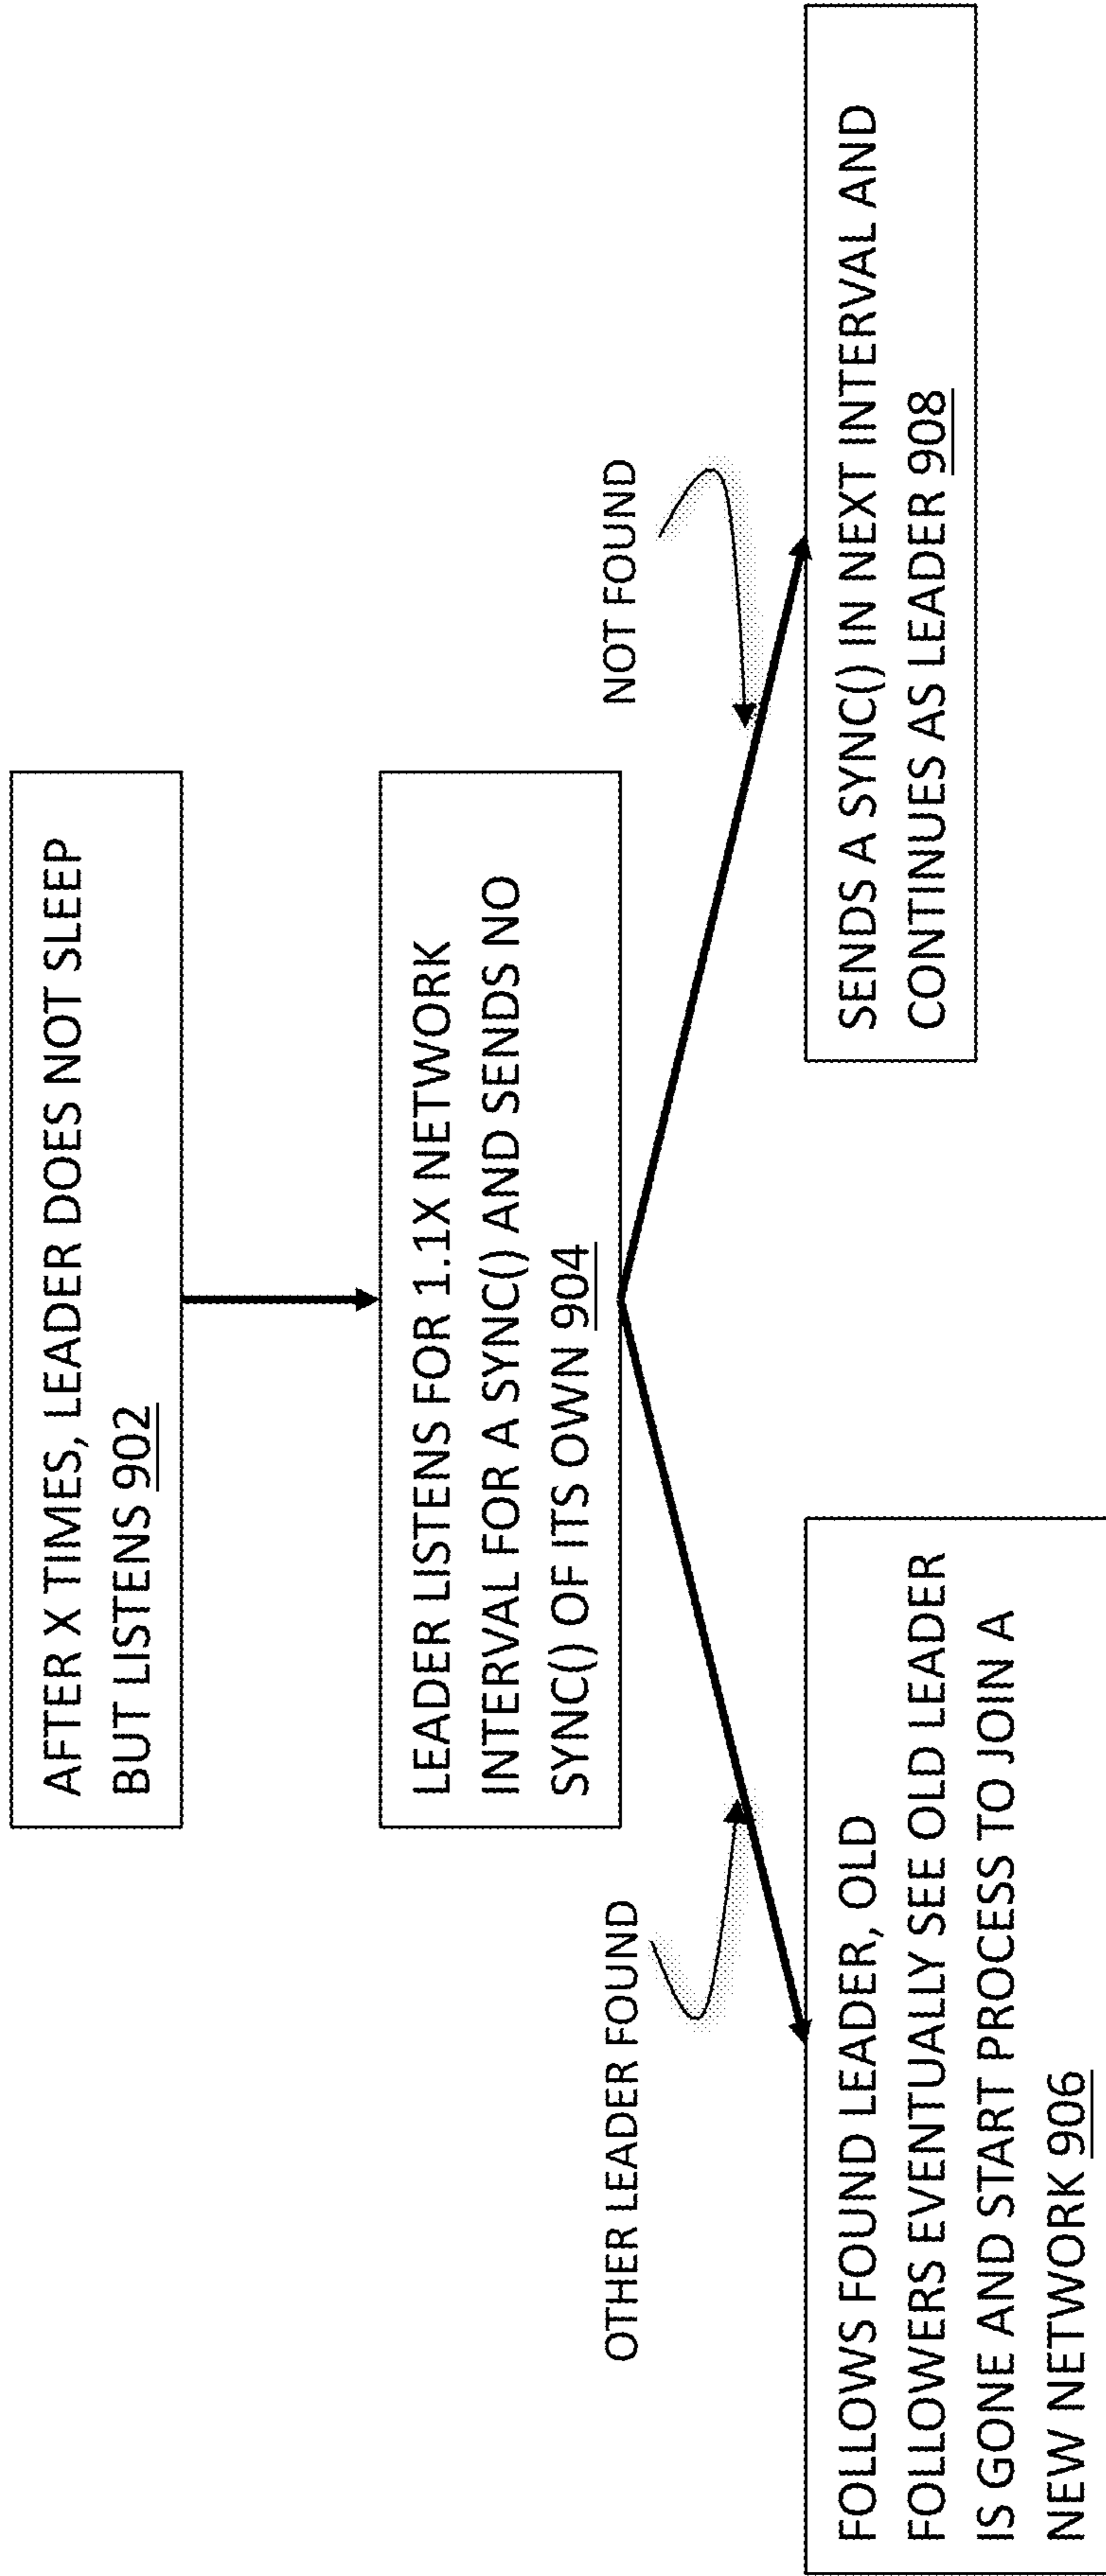 AFTER X TIMES, LEADER DOES NOT SLEEP
BUT LISTENS 902
LEADER LISTENS FOR 1.1X NETWORK
INTERVAL FOR A SYNC() AND SENDS NO
SYNC() OF ITS OWN 904
OTHER LEADER FOUND
NOT FOUND
FOLLOWS FOUND LEADER, OLD
FOLLOWERS EVENTUALLY SEE OLD LEADER
IS GONE AND START PROCESS TO JOIN A
NEW NETWORK 906
SENDS A SYNC() IN NEXT INTERVAL AND
CONTINUES AS LEADER 908